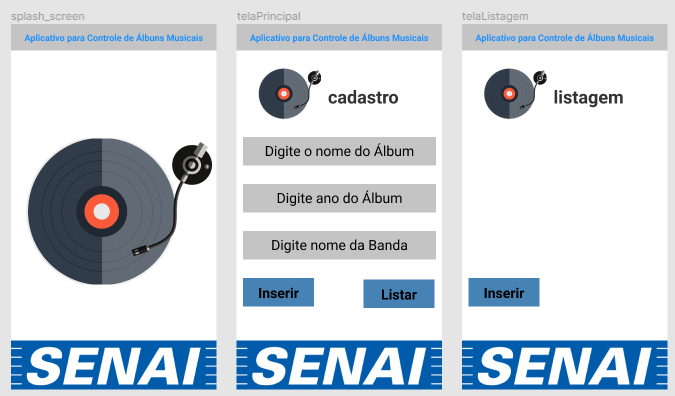 splash_screen
Aplicativo para Controle de Álbuns Musicais
SENAI
telaPrincipal
Aplicativo para Controle de Álbuns Musicais
cadastro
Digite o nome do Álbum
Digite ano do Álbum
Digite nome da Banda
Inserir
Listar
SENAI
telaListagem
Aplicativo para Controle de Álbuns Musicais
listagem
Inserir
SENAI